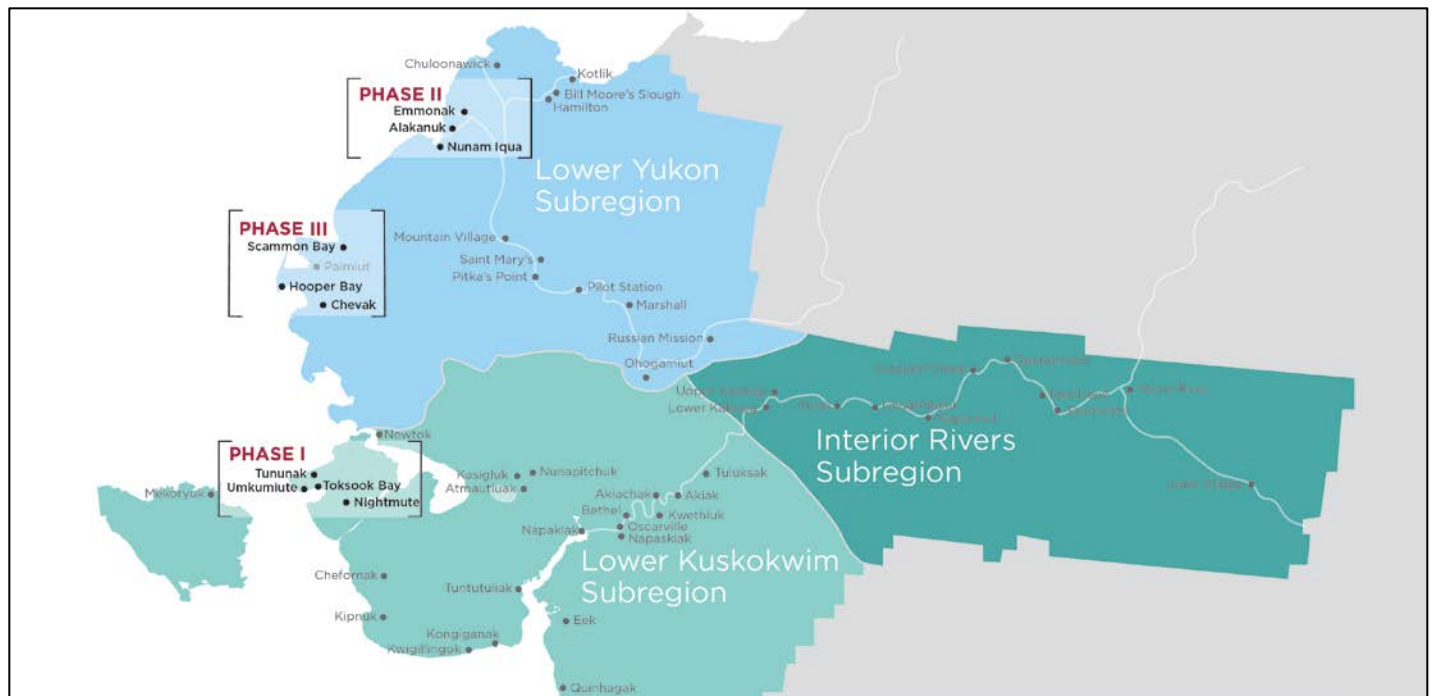 Chuloonawick
Kotlik
Bill Moore's Slough
Hamilton
PHASE II
Emmonak
Alakanuk
Nunam Iqua
Lower Yukon
Subregion
PHASE III
Scammon Bay
Paimiut
Hooper Bay
Chevak
Mountain Village
Saint Mary's
Pitka's Point
Pilot Station
Marshall
Russian Mission
Ohogamiut
Upper Kalskag
Lower Kalskag
Interior Rivers
Subregion
Newtok
PHASE I
Tununak
Umkumiute
Toksook Bay
Nightmute
Mekoryuk
Kasigluk
Nunapitchuk
Atmautluak
Tuluksak
Akiachak
Akiak
Bethel
Kwethluk
Oscarville
Napaskiak
Napakiak
Lower Kuskokwim
Subregion
Chefornak
Tuntutuliak
Kipnuk
Eek
Kongiganak
Kwigillingok
Quinhagak